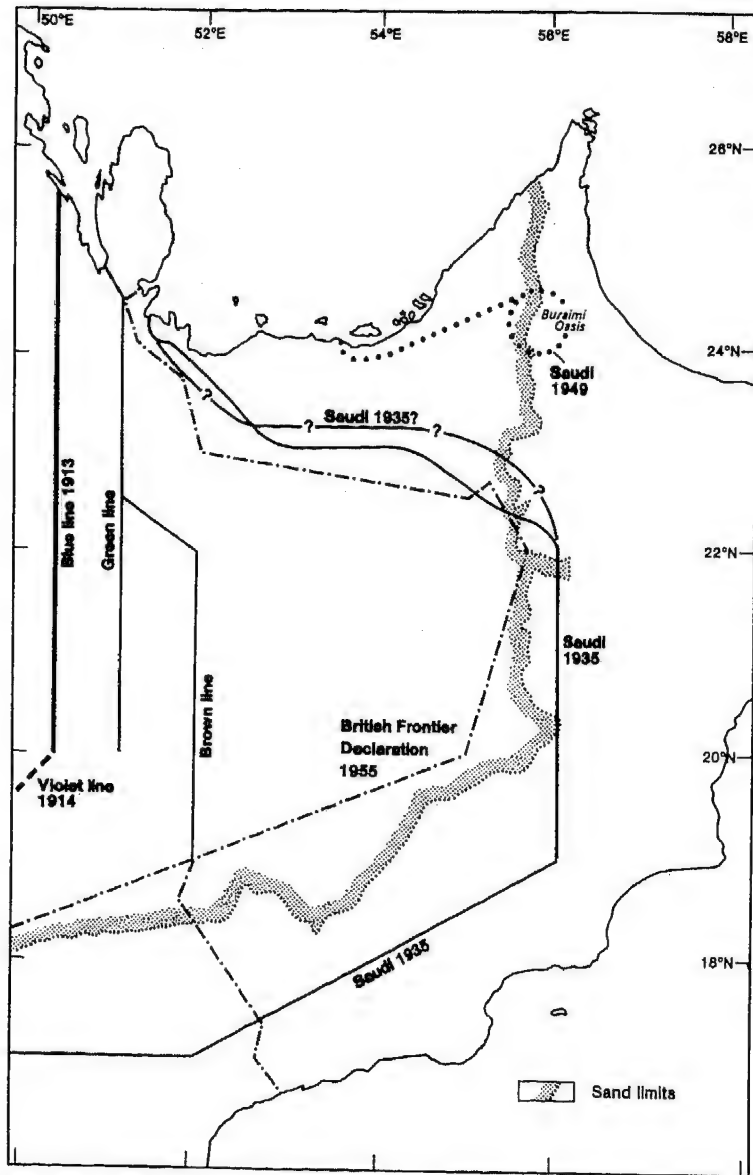 50°E
52°E
54°E
56°E
58°E
26°N
Buraimi
Oasis
24°N
Saudi
1949
?
Saudi 1935?
?
?
?
Blue line 1913
Green line
22°N
Saudi
1935
Brown line
British Frontier
Declaration
1955
20°N
Violet line
1914
Saudi 1935
18°N
Sand limits